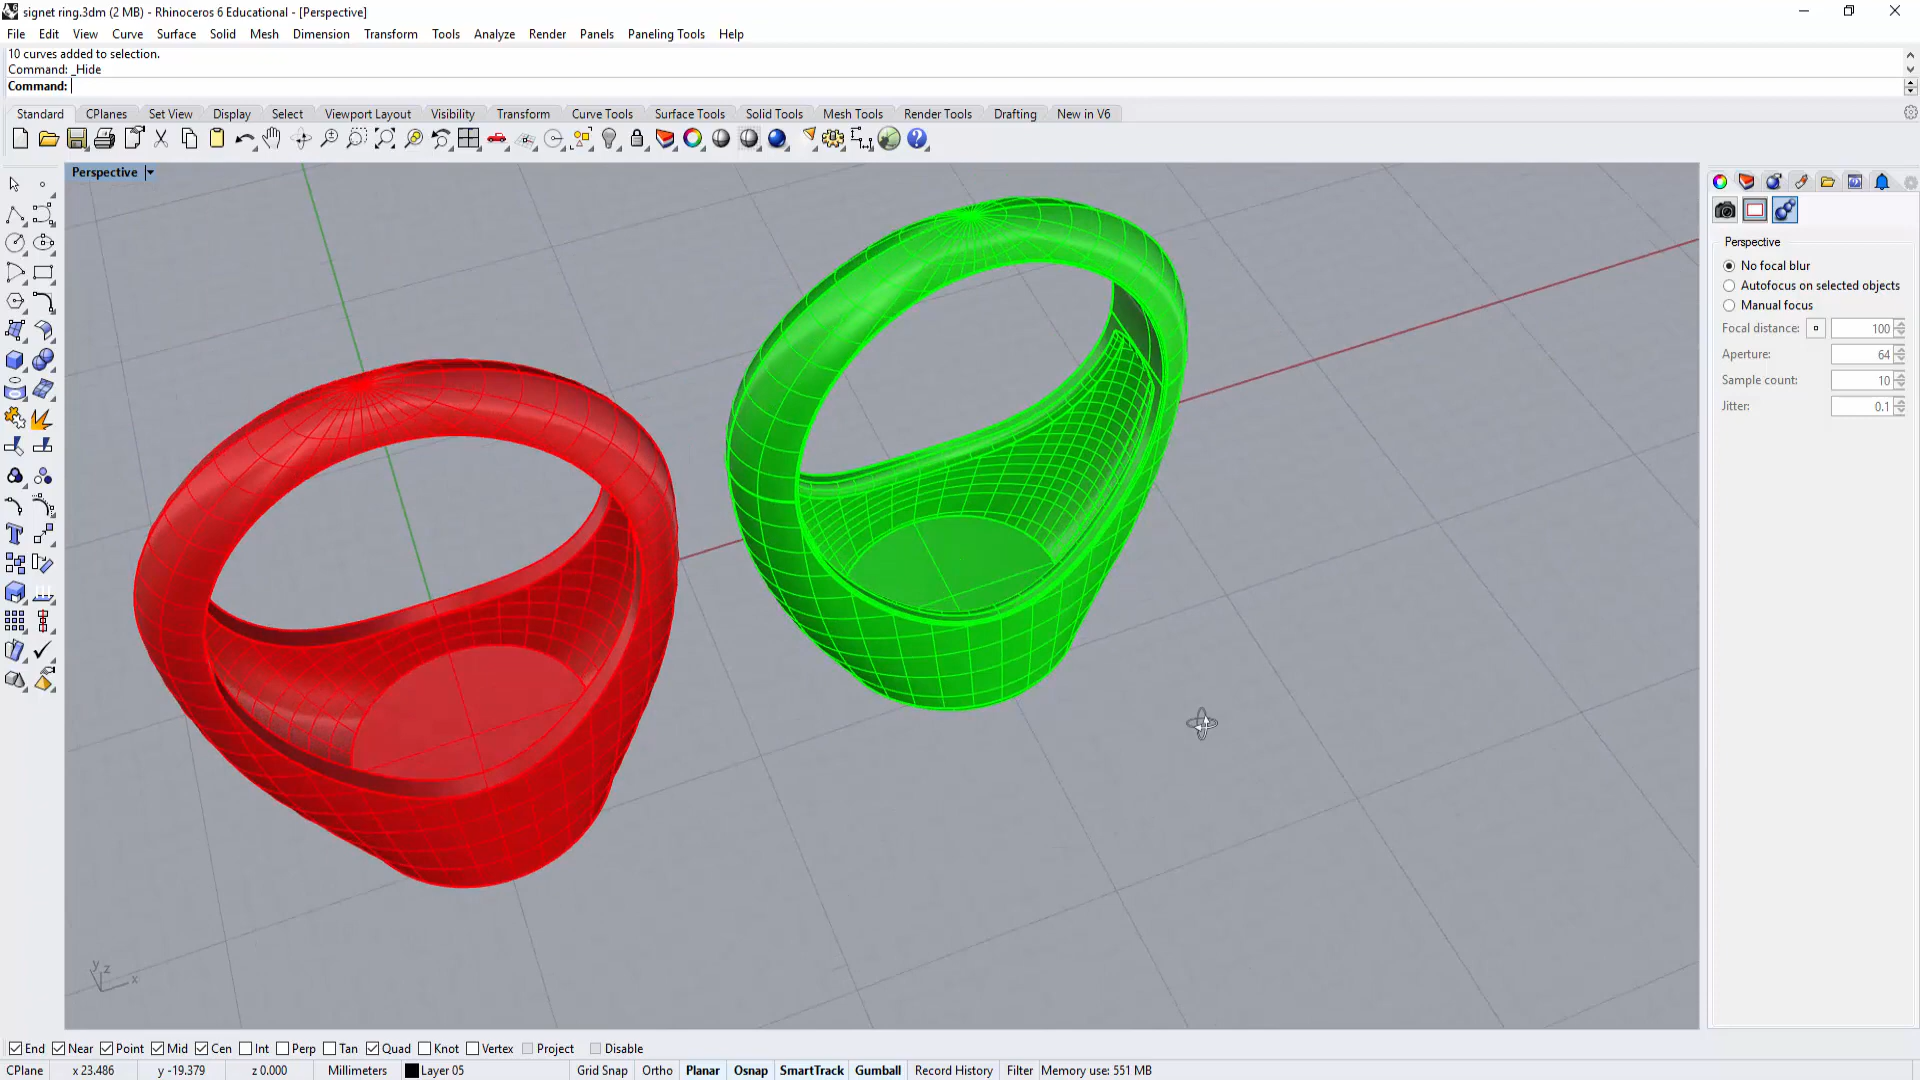 signet ring.3dm (2 MB) - Rhinoceros 6 Educational - [Perspective]
File Edit View Curve Surface Solid Mesh Dimension Transform Tools Analyze Render Panels Paneling Tools Help
10 curves added to selection.
Command: _Hide
Command:
Standard CPlanes Set View Display Select Viewport Layout Visibility Transform Curve Tools Surface Tools Solid Tools Mesh Tools Render Tools Drafting New in V6
Perspective
Perspective
No focal blur
Autofocus on selected objects
Manual focus
Focal distance: 100
Aperture: 64
Sample count: 10
Jitter: 0.1
y z x
End Near Point Mid Cen Int Perp Tan Quad Knot Vertex Project Disable
CPlane x 23.486 y -19.379 z 0.000 Millimeters Layer 05 Grid Snap Ortho Planar Osnap SmartTrack Gumball Record History Filter Memory use: 551 MB